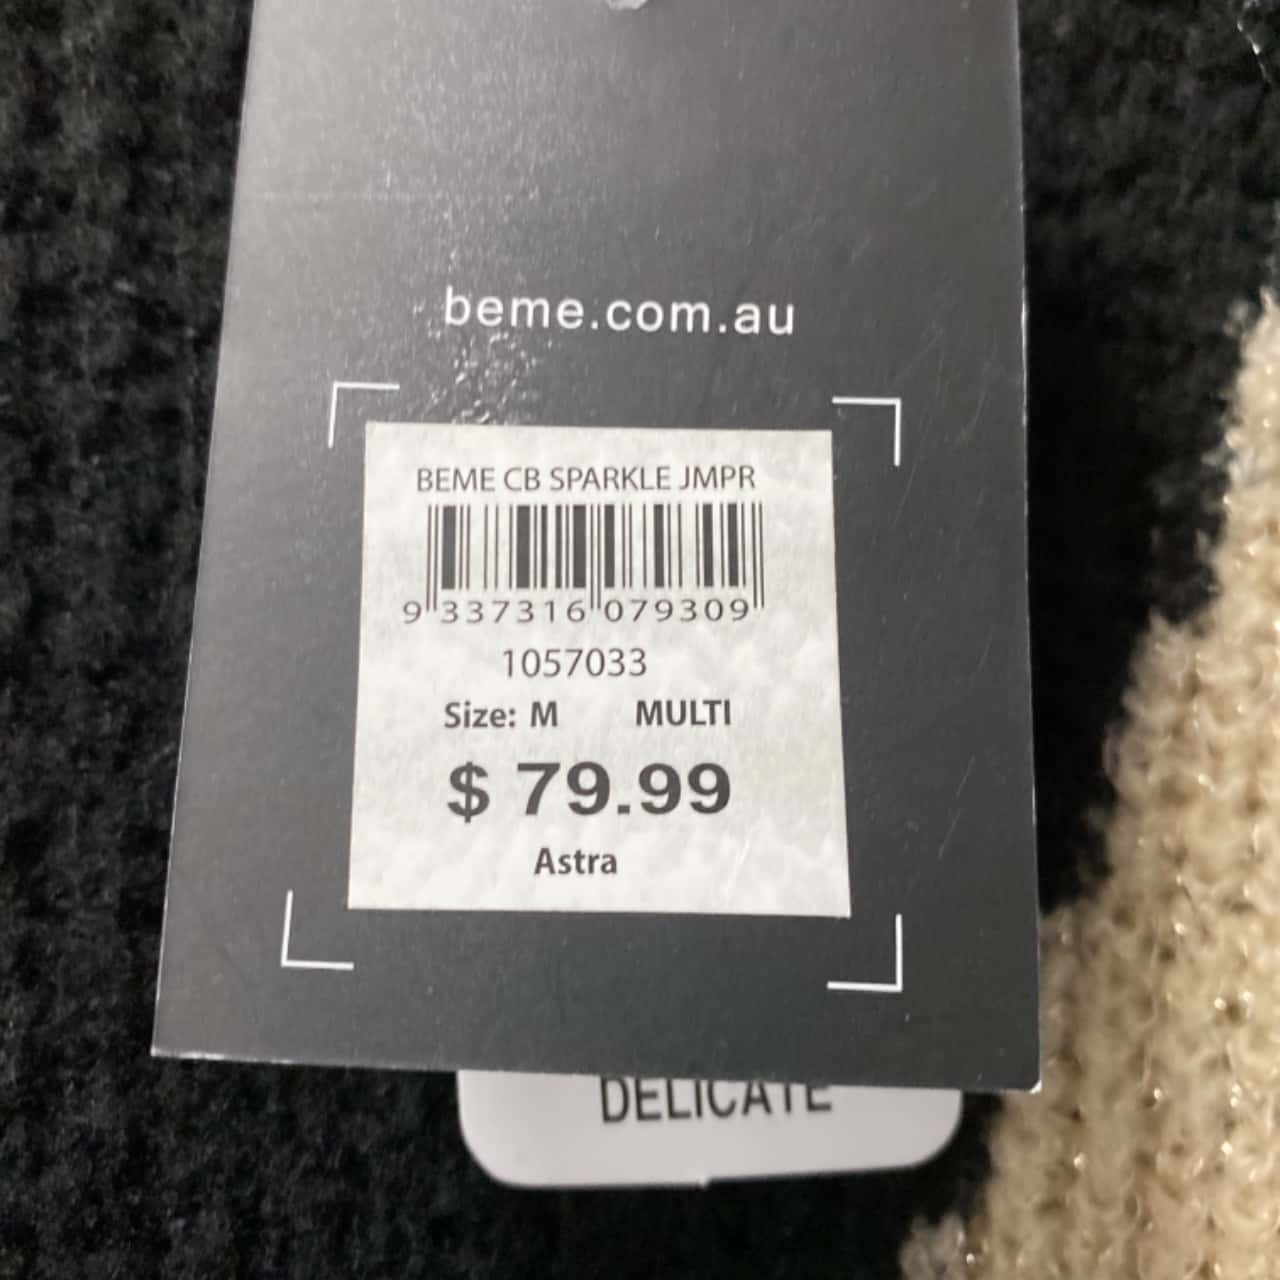 beme.com.au
BEME CB SPARKLE JMPR
9 337316 079309
1057033
Size: M MULTI
$ 79.99
Astra
DELICATE